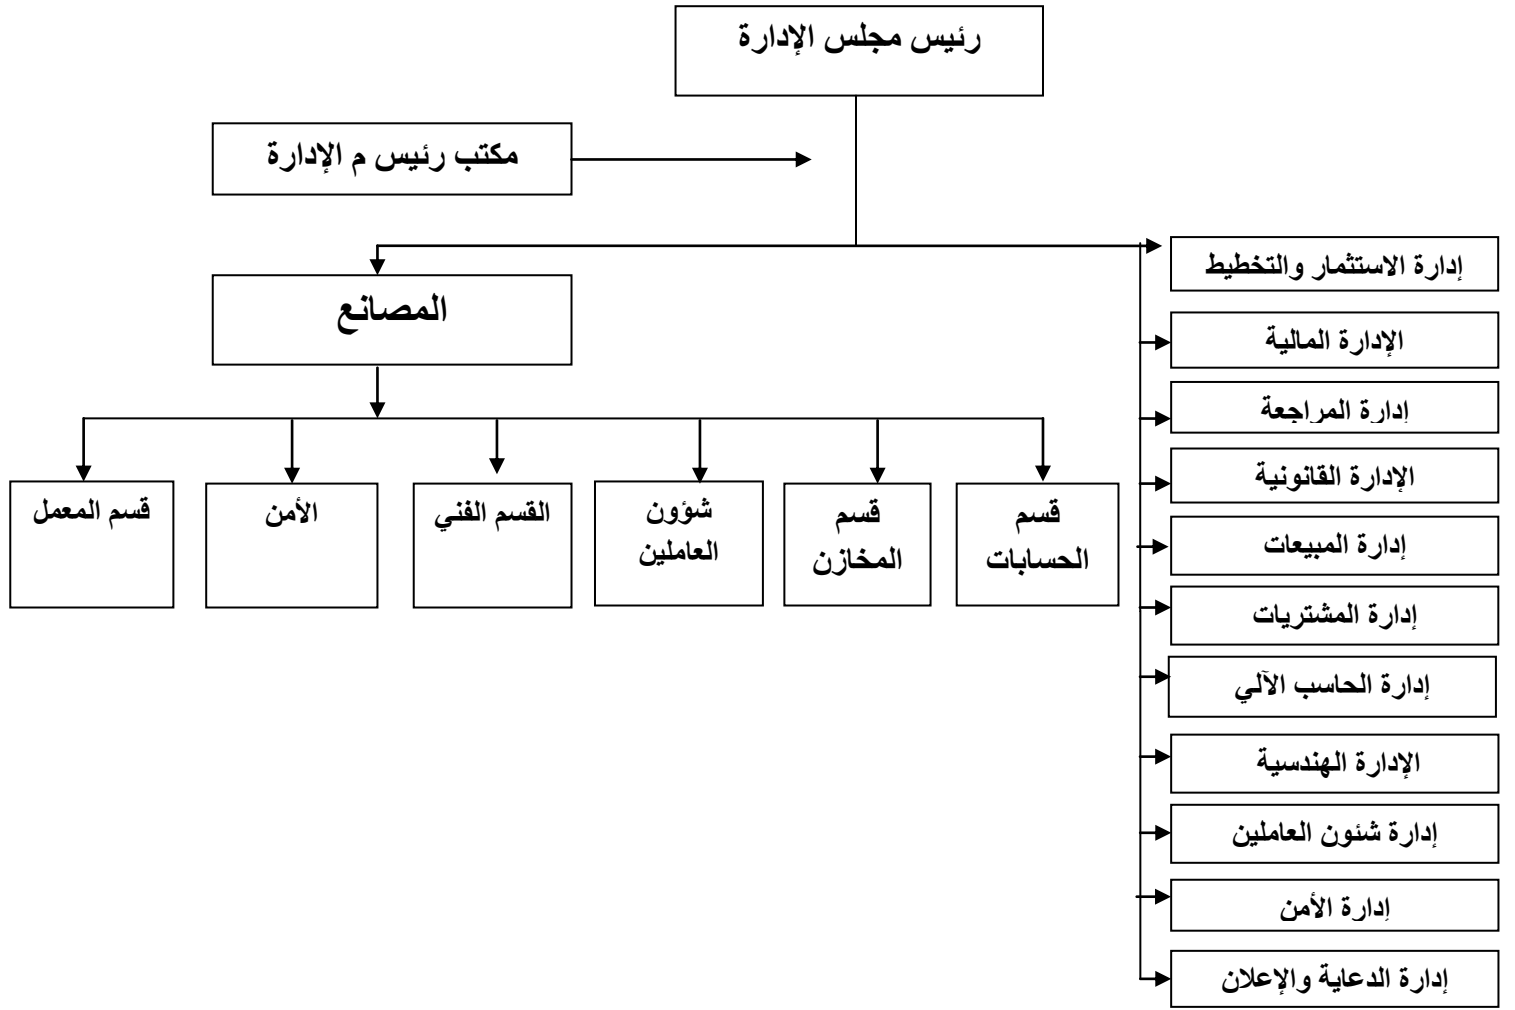 رئيس مجلس الإدارة
مكتب رئيس م الإدارة
إدارة الاستثمار والتخطيط
الإدارة المالية
إدارة المراجعة
الإدارة القانونية
إدارة المبيعات
إدارة المشتريات
إدارة الحاسب الآلي
الإدارة الهندسية
إدارة شئون العاملين
إدارة الأمن
إدارة الدعاية والإعلان
المصانع
قسم
الحسابات
قسم
المخازن
شؤون
العاملين
القسم الفني
الأمن
قسم المعمل